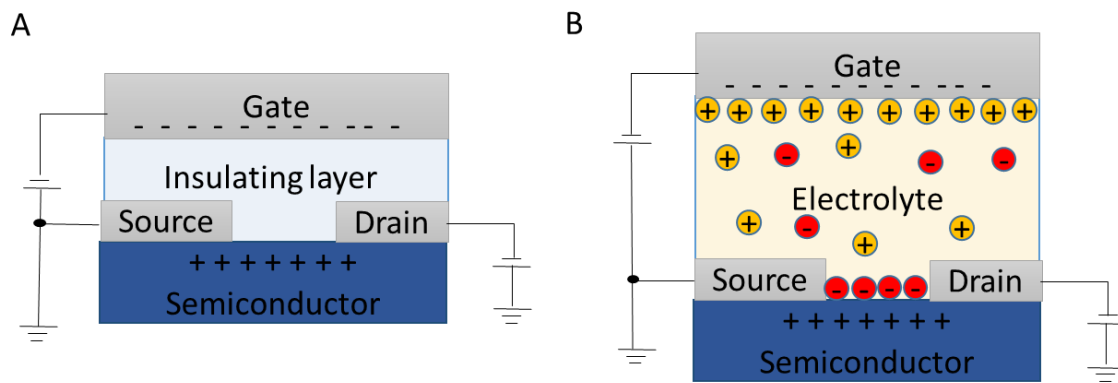 A
Gate
- - - - - - - - - -
Insulating layer
Source
Drain
+ + + + + + +
Semiconductor
B
Gate
- - - - - - - - - -
+ + + + + + + + + +
+ - + - -
Electrolyte
+ - + +
Source
- - - -
Drain
+ + + + + + +
Semiconductor